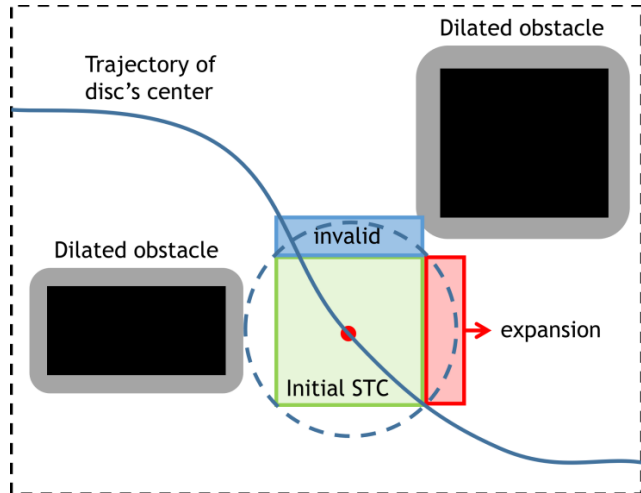 Dilated obstacle
Trajectory of
disc's center
invalid
Dilated obstacle
expansion
Initial STC